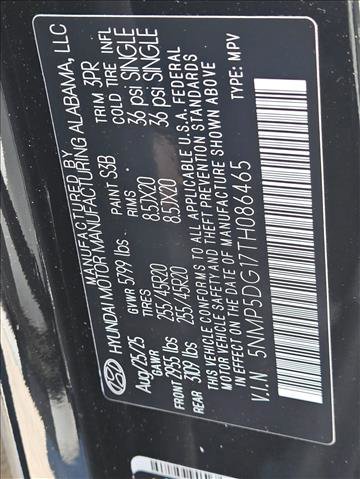 MANUFACTURED BY
HYUNDAI MOTOR MANUFACTURING ALABAMA, LLC
Aug/25/25 GVWR 5799 lbs PAINT S3B TRIM 3PR
GAWR TIRES RIMS COLD TIRE INFL
FRONT 2955 lbs 255/45R20 8.5JX20 36 psi SINGLE
REAR 3019 lbs 255/45R20 8.5JX20 36 psi SINGLE
THIS VEHICLE CONFORMS TO ALL APPLICABLE U.S.A. FEDERAL
MOTOR VEHICLE SAFETY AND THEFT PREVENTION
STANDARDS IN EFFECT ON THE DATE OF MANUFACTURE SHOWN ABOVE
V.I.N 5NMP5DG17TH086465 TYPE: MPV